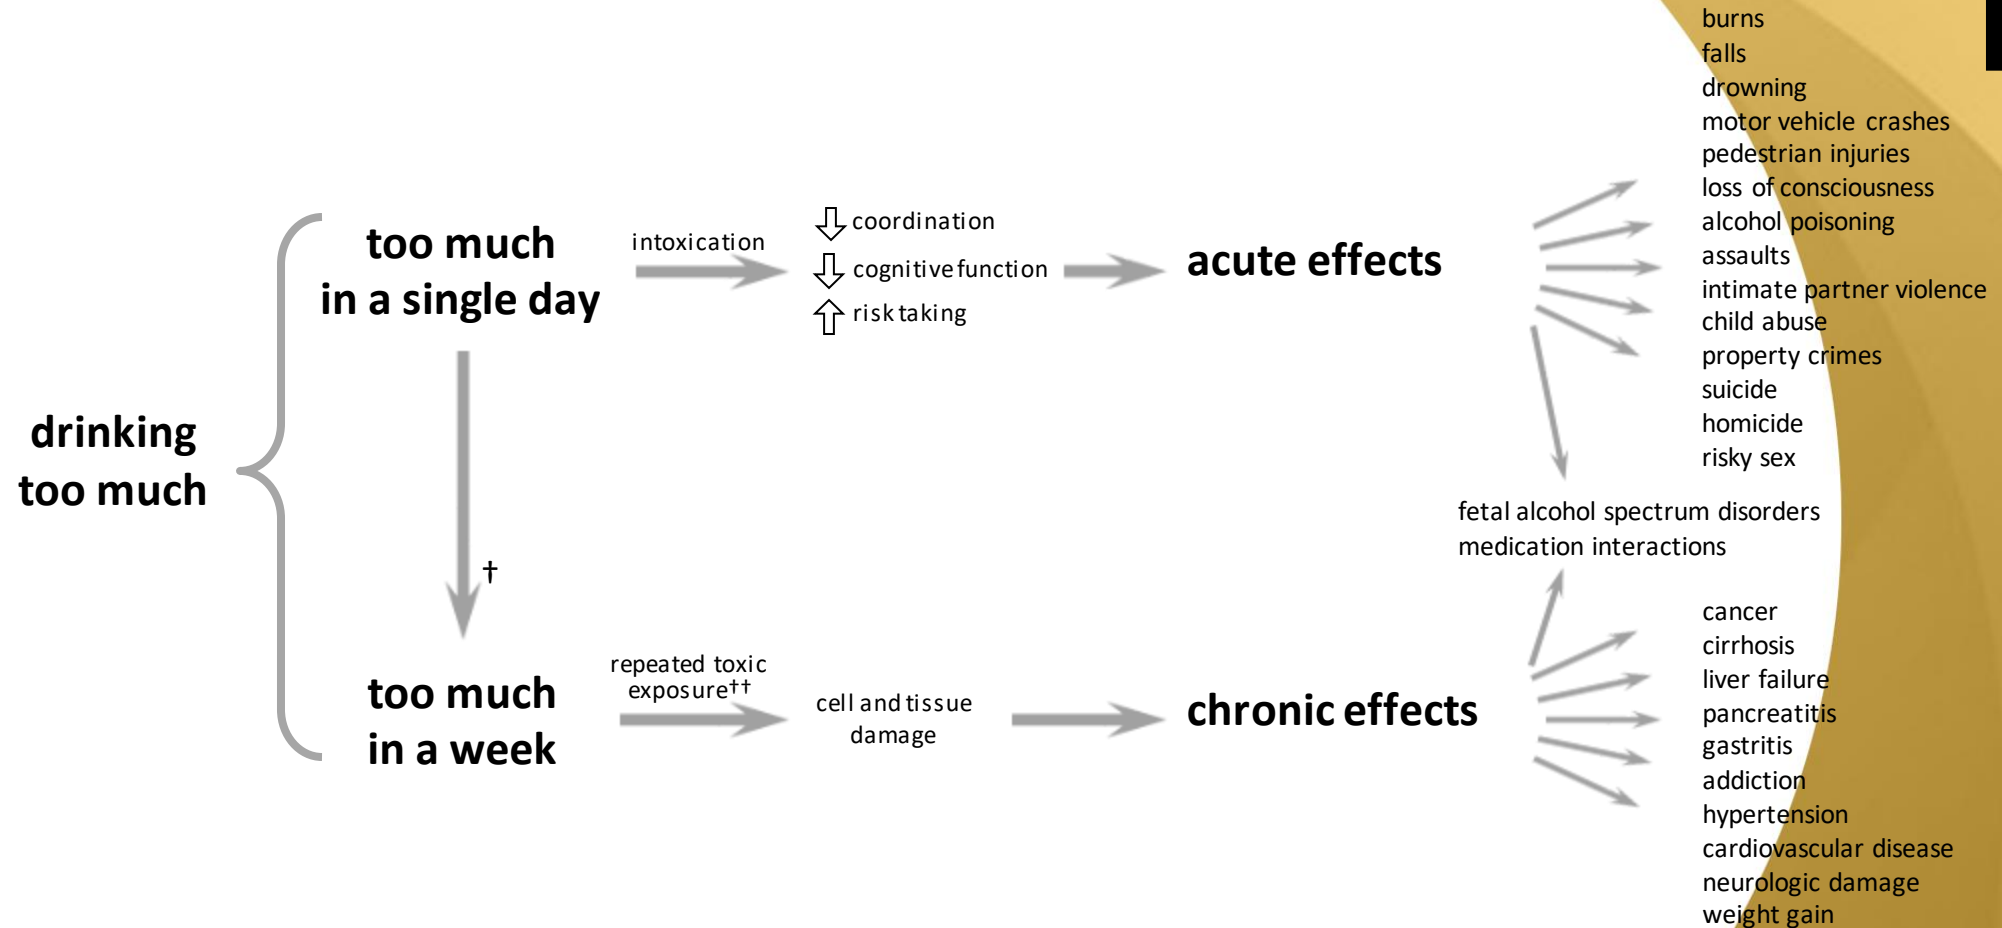 drinking
too much
too much
in a single day
intoxication
coordination
cognitive function
risk taking
acute effects
burns
falls
drowning
motor vehicle crashes
pedestrian injuries
loss of consciousness
alcohol poisoning
assaults
intimate partner violence
child abuse
property crimes
suicide
homicide
risky sex
fetal alcohol spectrum disorders
medication interactions
†
too much
in a week
repeated toxic
exposure††
cell and tissue
damage
chronic effects
cancer
cirrhosis
liver failure
pancreatitis
gastritis
addiction
hypertension
cardiovascular disease
neurologic damage
weight gain